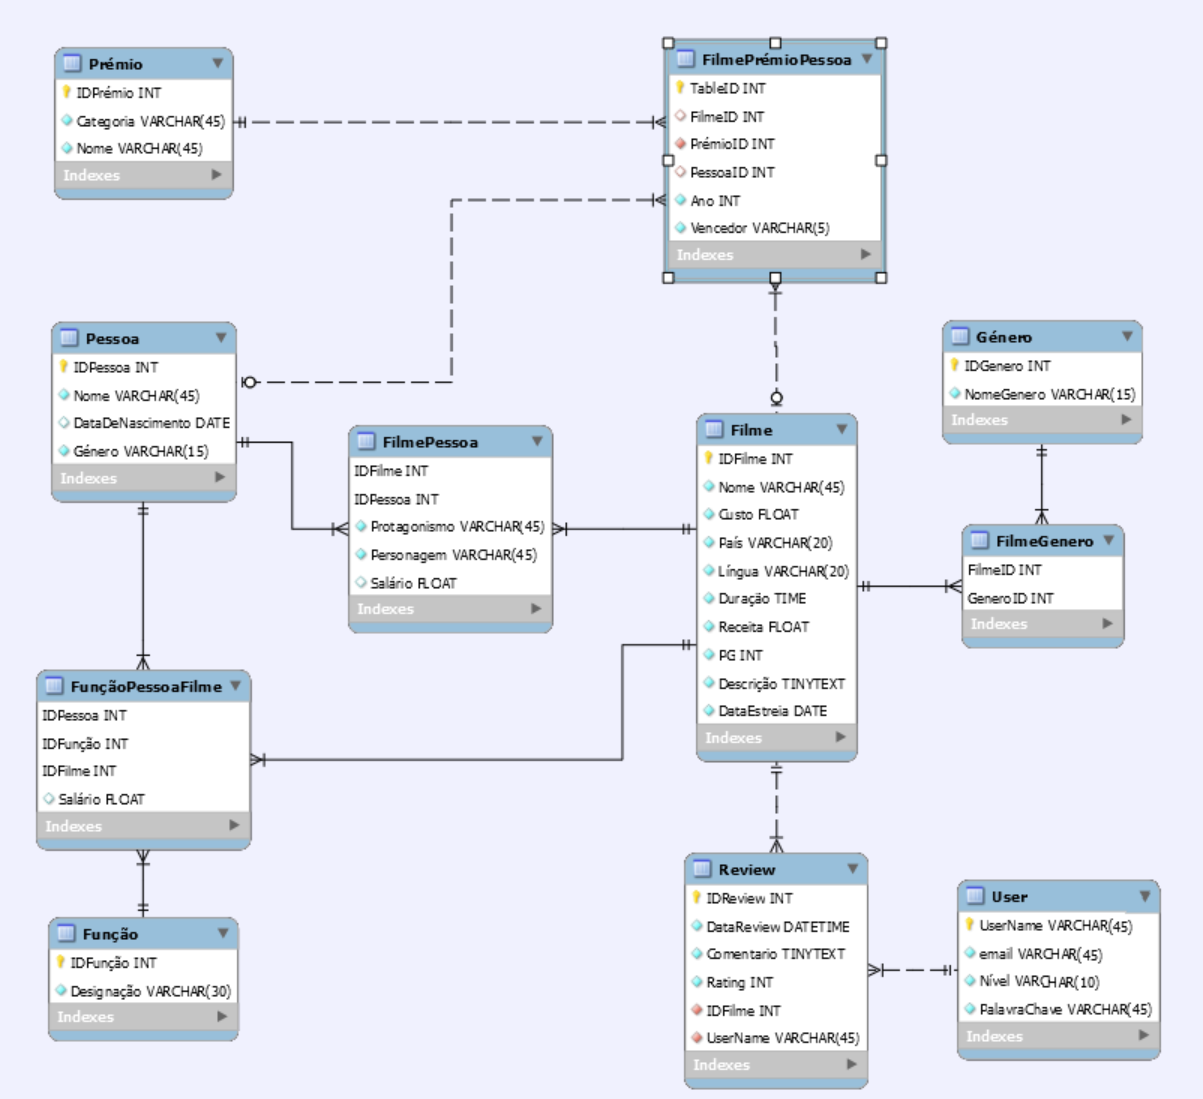 Prémio
IDPrémio INT
Categoria VARCHAR(45)
Nome VARCHAR(45)
Indexes
FilmePrémioPessoa
TableID INT
FilmeID INT
PrémioID INT
PessoaID INT
Ano INT
Vencedor VARCHAR(5)
Indexes
Pessoa
IDPessoa INT
Nome VARCHAR(45)
DataDeNascimento DATE
Género VARCHAR(15)
Indexes
FilmePessoa
IDFilme INT
IDPessoa INT
Protagonismo VARCHAR(45)
Personagem VARCHAR(45)
Salário FLOAT
Indexes
Filme
IDFilme INT
Nome VARCHAR(45)
Custo FLOAT
País VARCHAR(20)
Língua VARCHAR(20)
Duração TIME
Receita FLOAT
PG INT
Descrição TINYTEXT
DataEstreia DATE
Indexes
Género
IDGenero INT
NomeGenero VARCHAR(15)
Indexes
FilmeGenero
FilmeID INT
GeneroID INT
Indexes
FunçãoPessoaFilme
IDPessoa INT
IDFunção INT
IDFilme INT
Salário FLOAT
Indexes
Função
IDFunção INT
Designação VARCHAR(30)
Indexes
Review
IDReview INT
DataReview DATETIME
Comentario TINYTEXT
Rating INT
IDFilme INT
UserName VARCHAR(45)
Indexes
User
UserName VARCHAR(45)
email VARCHAR(45)
Nível VARCHAR(10)
PalavraChave VARCHAR(45)
Indexes